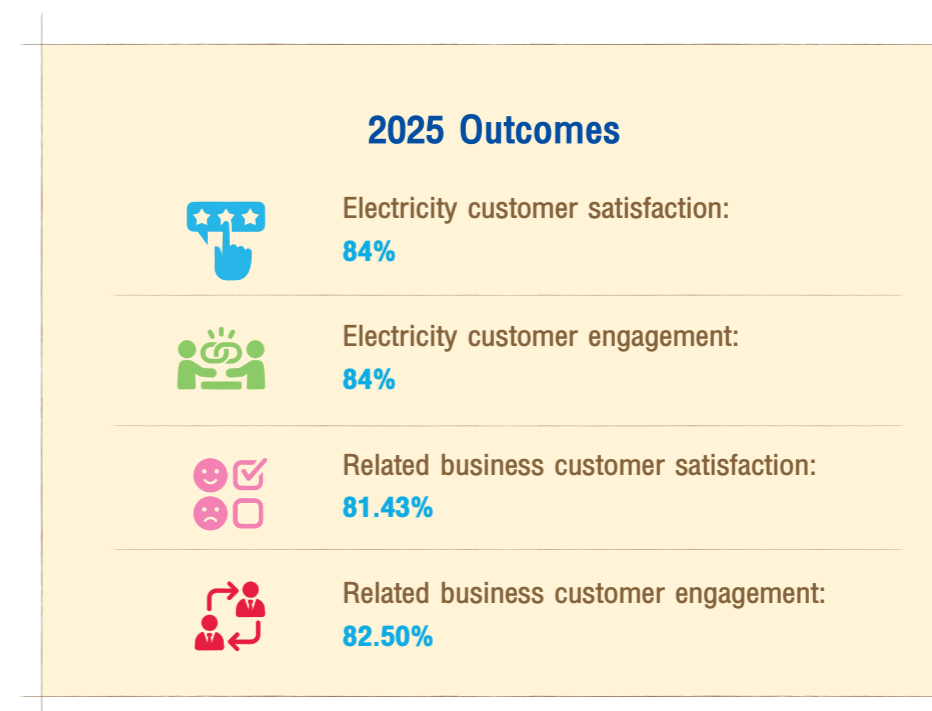 2025 Outcomes
Electricity customer satisfaction:
84%
Electricity customer engagement:
84%
Related business customer satisfaction:
81.43%
Related business customer engagement:
82.50%